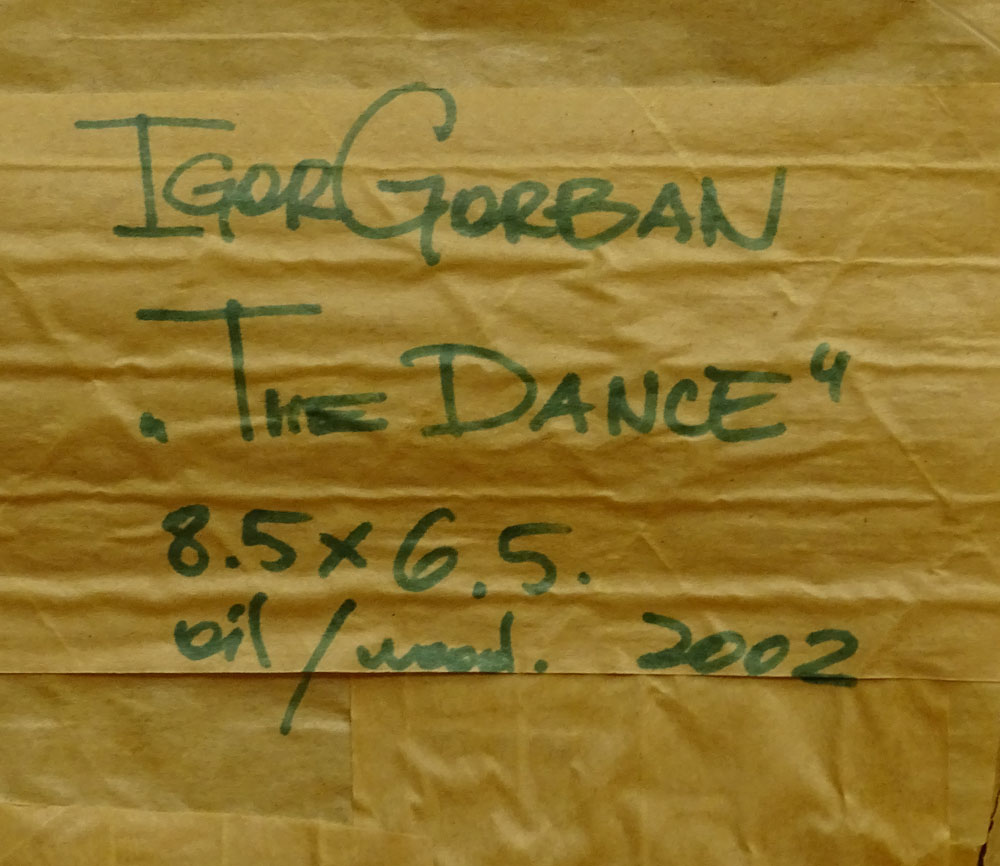 IGOR GORBAN
„THE DANCE“
8.5 x 6.5.
oil / wood. 2002